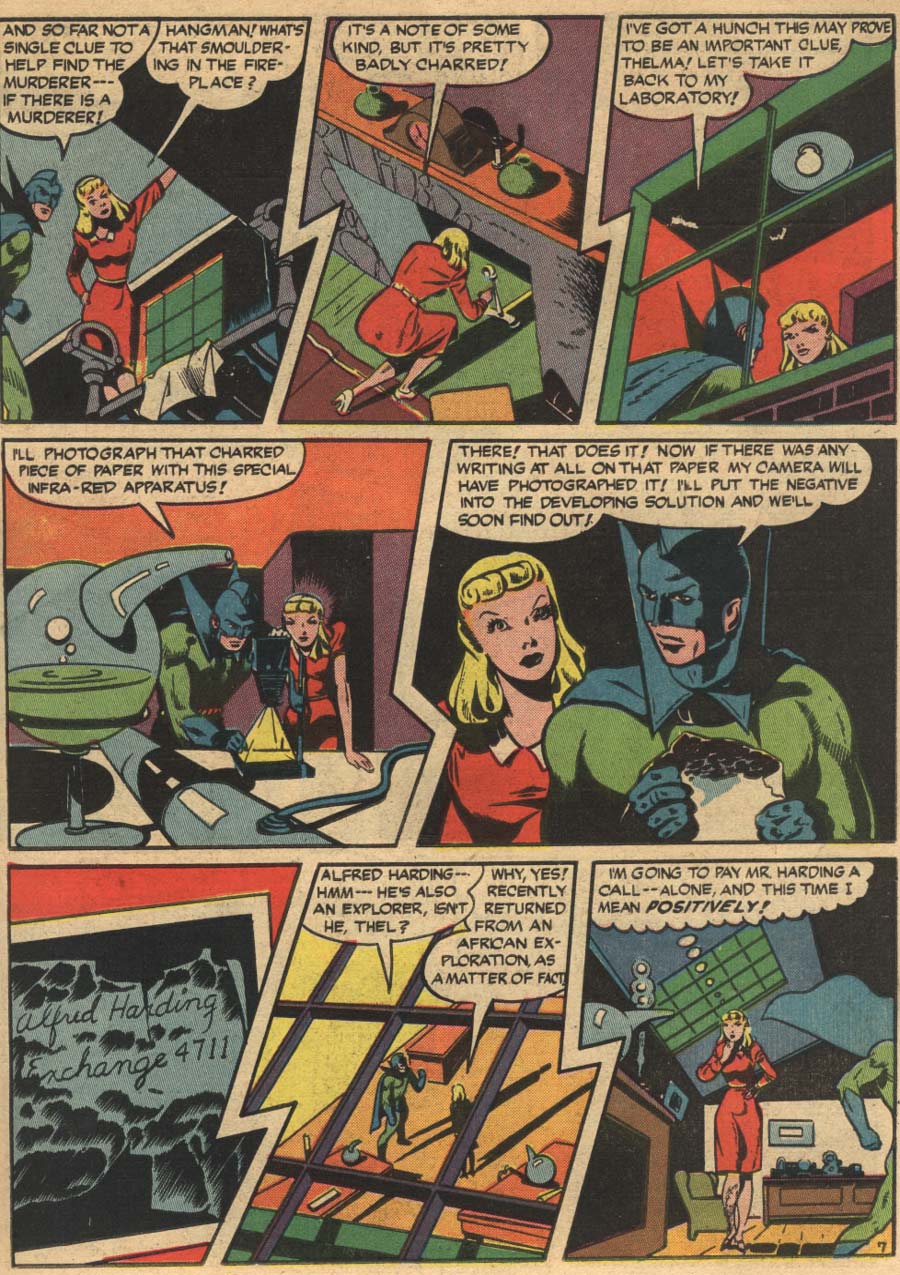 AND SO FAR NOT A
SINGLE CLUE TO
HELP FIND THE
MURDERER---
IF THERE IS A
MURDERER!
HANGMAN! WHAT'S
THAT SMOULDER-
ING IN THE FIRE-
PLACE?
IT'S A NOTE OF SOME
KIND, BUT IT'S PRETTY
BADLY CHARRED!
I'VE GOT A HUNCH THIS MAY PROVE
TO BE AN IMPORTANT CLUE,
THELMA! LET'S TAKE IT
BACK TO MY
LABORATORY!
I'LL PHOTOGRAPH THAT CHARRED
PIECE OF PAPER WITH THIS SPECIAL
INFRA-RED APPARATUS!
THERE! THAT DOES IT! NOW IF THERE WAS ANY
WRITING AT ALL ON THAT PAPER MY CAMERA WILL
HAVE PHOTOGRAPHED IT! I'LL PUT THE NEGATIVE
INTO THE DEVELOPING SOLUTION AND WE'LL
SOON FIND OUT!
Alfred Harding
Exchange 4711
ALFRED HARDING--
HMM--- HE'S ALSO
AN EXPLORER, ISN'T
HE, THEL?
WHY, YES!
RECENTLY
RETURNED
FROM AN
AFRICAN EX-
PLORATION, AS
A MATTER OF FACT.
I'M GOING TO PAY MR. HARDING A
CALL--ALONE, AND THIS TIME I
MEAN POSITIVELY!
7